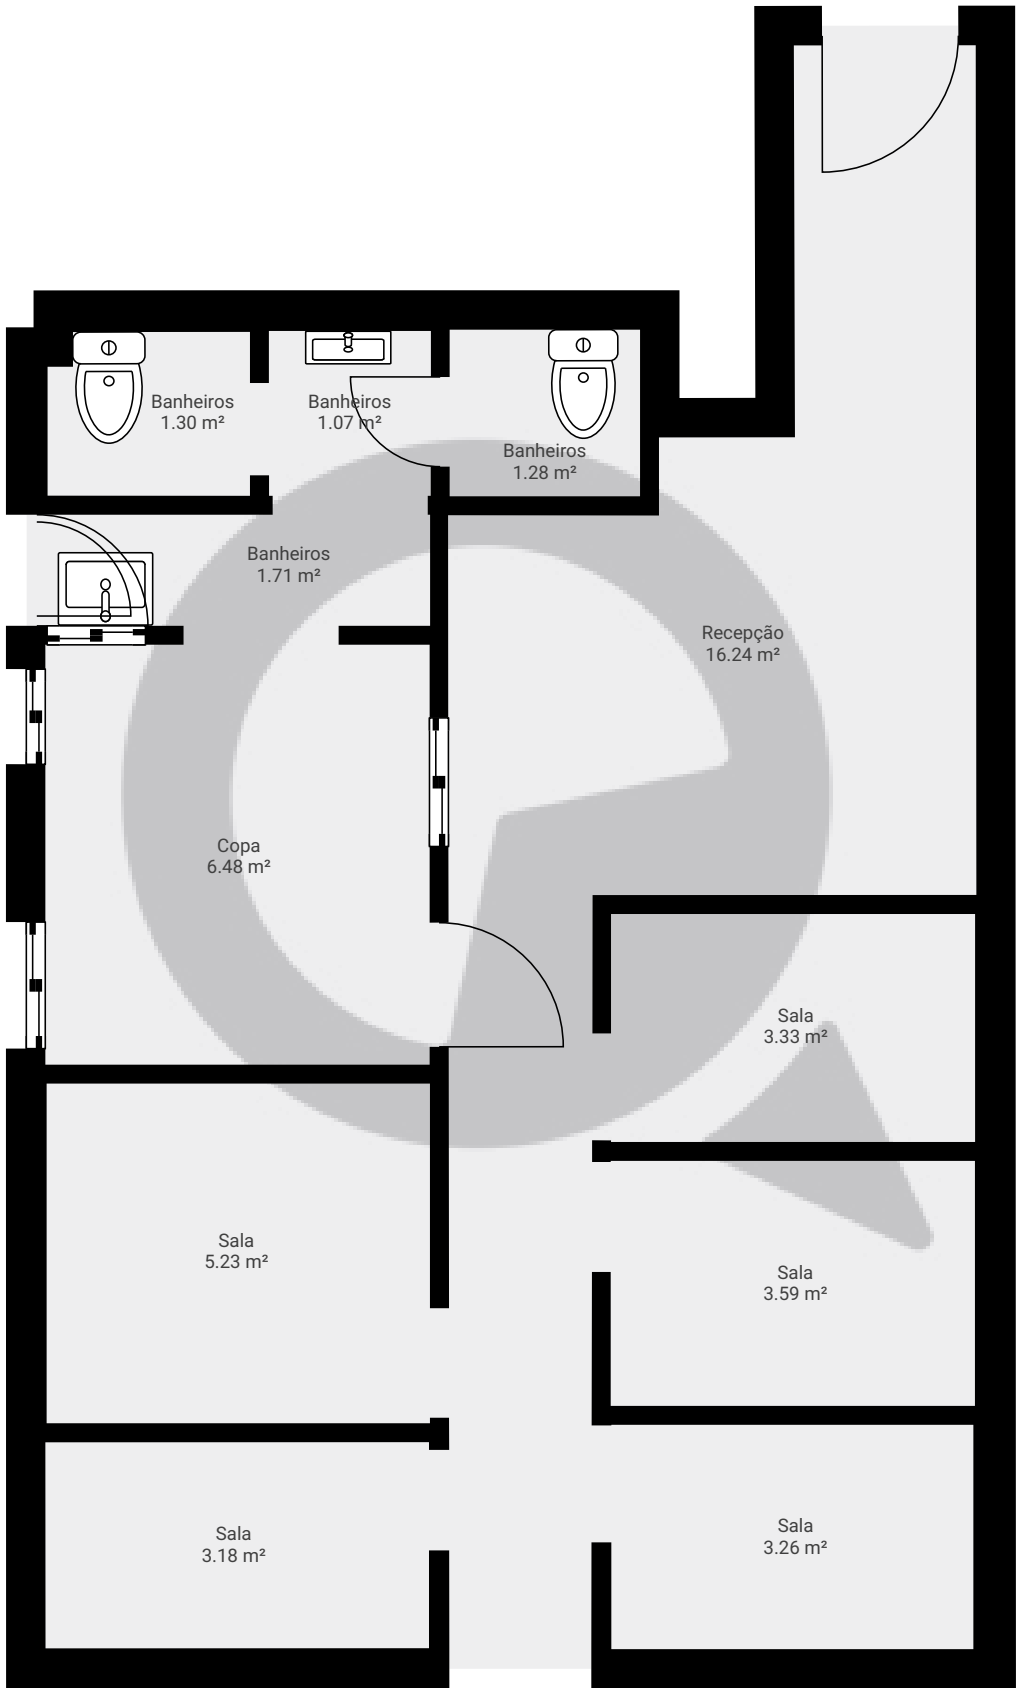 Banheiros
1.30 m²
Banheiros
1.07 m²
Banheiros
1.28 m²
Banheiros
1.71 m²
Recepção
16.24 m²
Copa
6.48 m²
Sala
3.33 m²
Sala
5.23 m²
Sala
3.59 m²
Sala
3.18 m²
Sala
3.26 m²